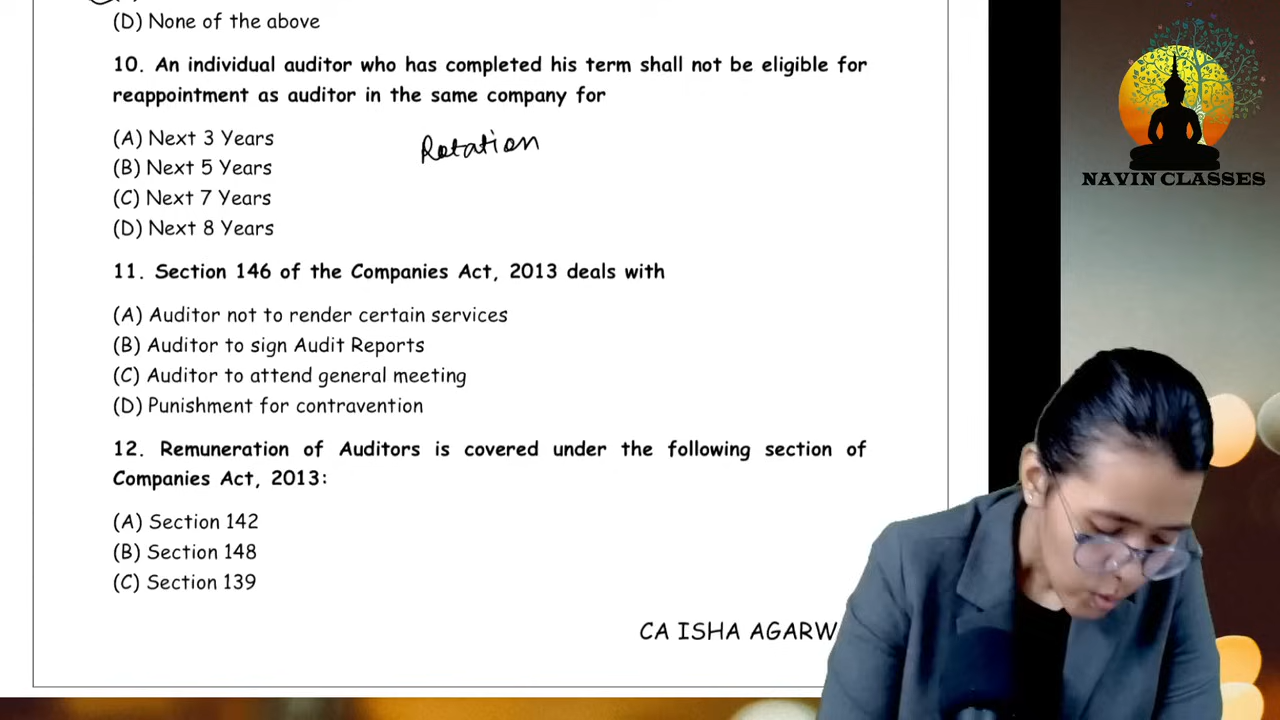 (D) None of the above
10. An individual auditor who has completed his term shall not be eligible for
reappointment as auditor in the same company for
(A) Next 3 Years
Rotation
(B) Next 5 Years
(C) Next 7 Years
(D) Next 8 Years
11. Section 146 of the Companies Act, 2013 deals with
(A) Auditor not to render certain services
(B) Auditor to sign Audit Reports
(C) Auditor to attend general meeting
(D) Punishment for contravention
12. Remuneration of Auditors is covered under the following section of
Companies Act, 2013:
(A) Section 142
(B) Section 148
(C) Section 139
CA ISHA AGARW
NAVIN CLASSES